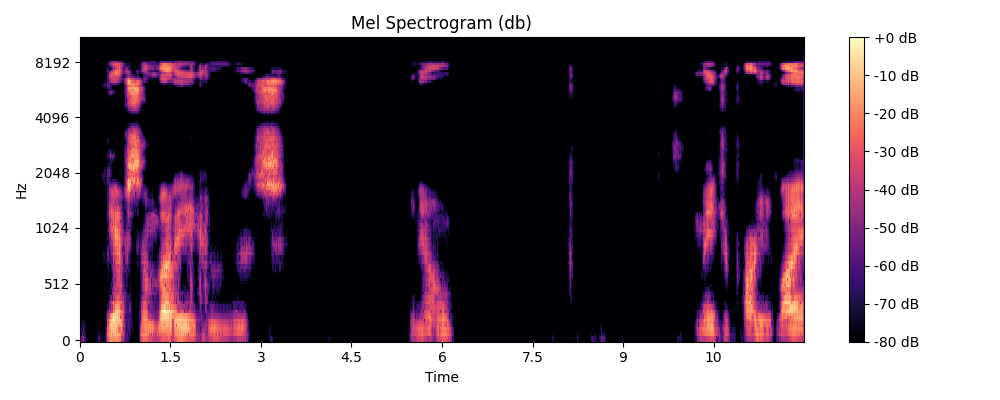 Mel Spectrogram (db)
8192
4096
2048
1024
512
0
Hz
0 1.5 3 4.5 6 7.5 9 10
Time
+0 dB
-10 dB
-20 dB
-30 dB
-40 dB
-50 dB
-60 dB
-70 dB
-80 dB